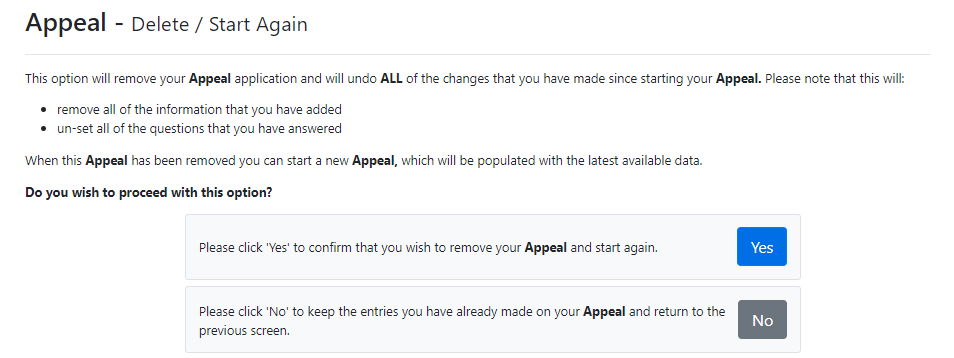 Appeal - Delete / Start Again
This option will remove your Appeal application and will undo ALL of the changes that you have made since starting your Appeal. Please note that this will:
• remove all of the information that you have added
• un-set all of the questions that you have answered
When this Appeal has been removed you can start a new Appeal, which will be populated with the latest available data.
Do you wish to proceed with this option?
Please click 'Yes' to confirm that you wish to remove your Appeal and start again.
Yes
Please click 'No' to keep the entries you have already made on your Appeal and return to the
previous screen.
No